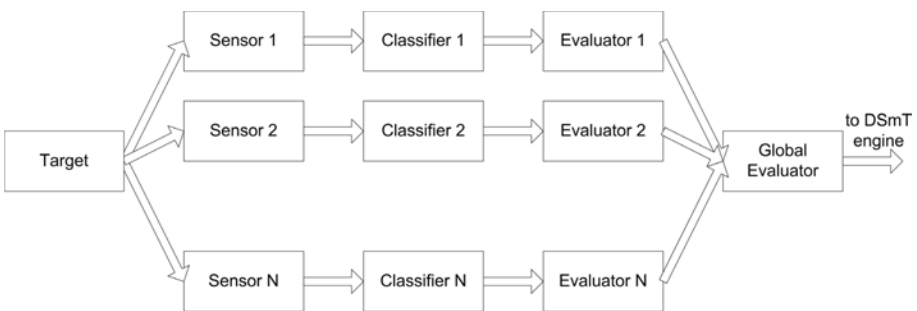 Sensor 1
Classifier 1
Evaluator 1
Sensor 2
Classifier 2
Evaluator 2
Target
Global
Evaluator
to DSmT
engine
Sensor N
Classifier N
Evaluator N